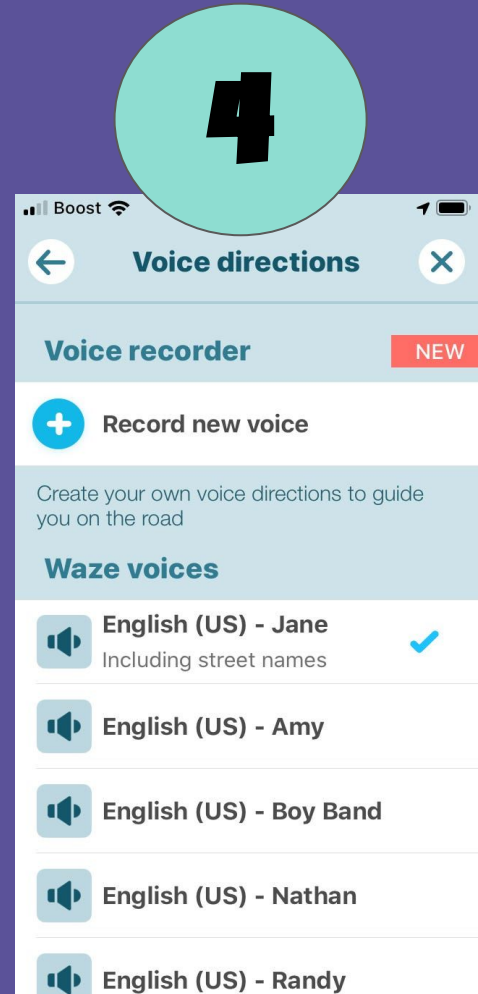 4
Boost
Voice directions
Voice recorder
NEW
Record new voice
Create your own voice directions to guide
you on the road
Waze voices
English (US) - Jane
Including street names
English (US) - Amy
English (US) - Boy Band
English (US) - Nathan
English (US) - Randy